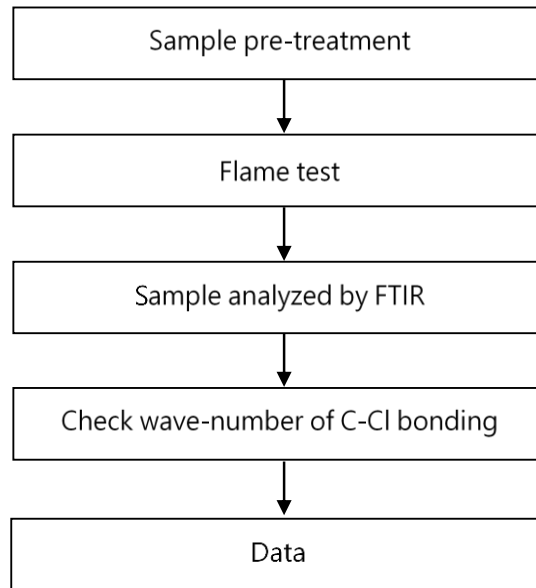 Sample pre-treatment
Flame test
Sample analyzed by FTIR
Check wave-number of C-Cl bonding
Data